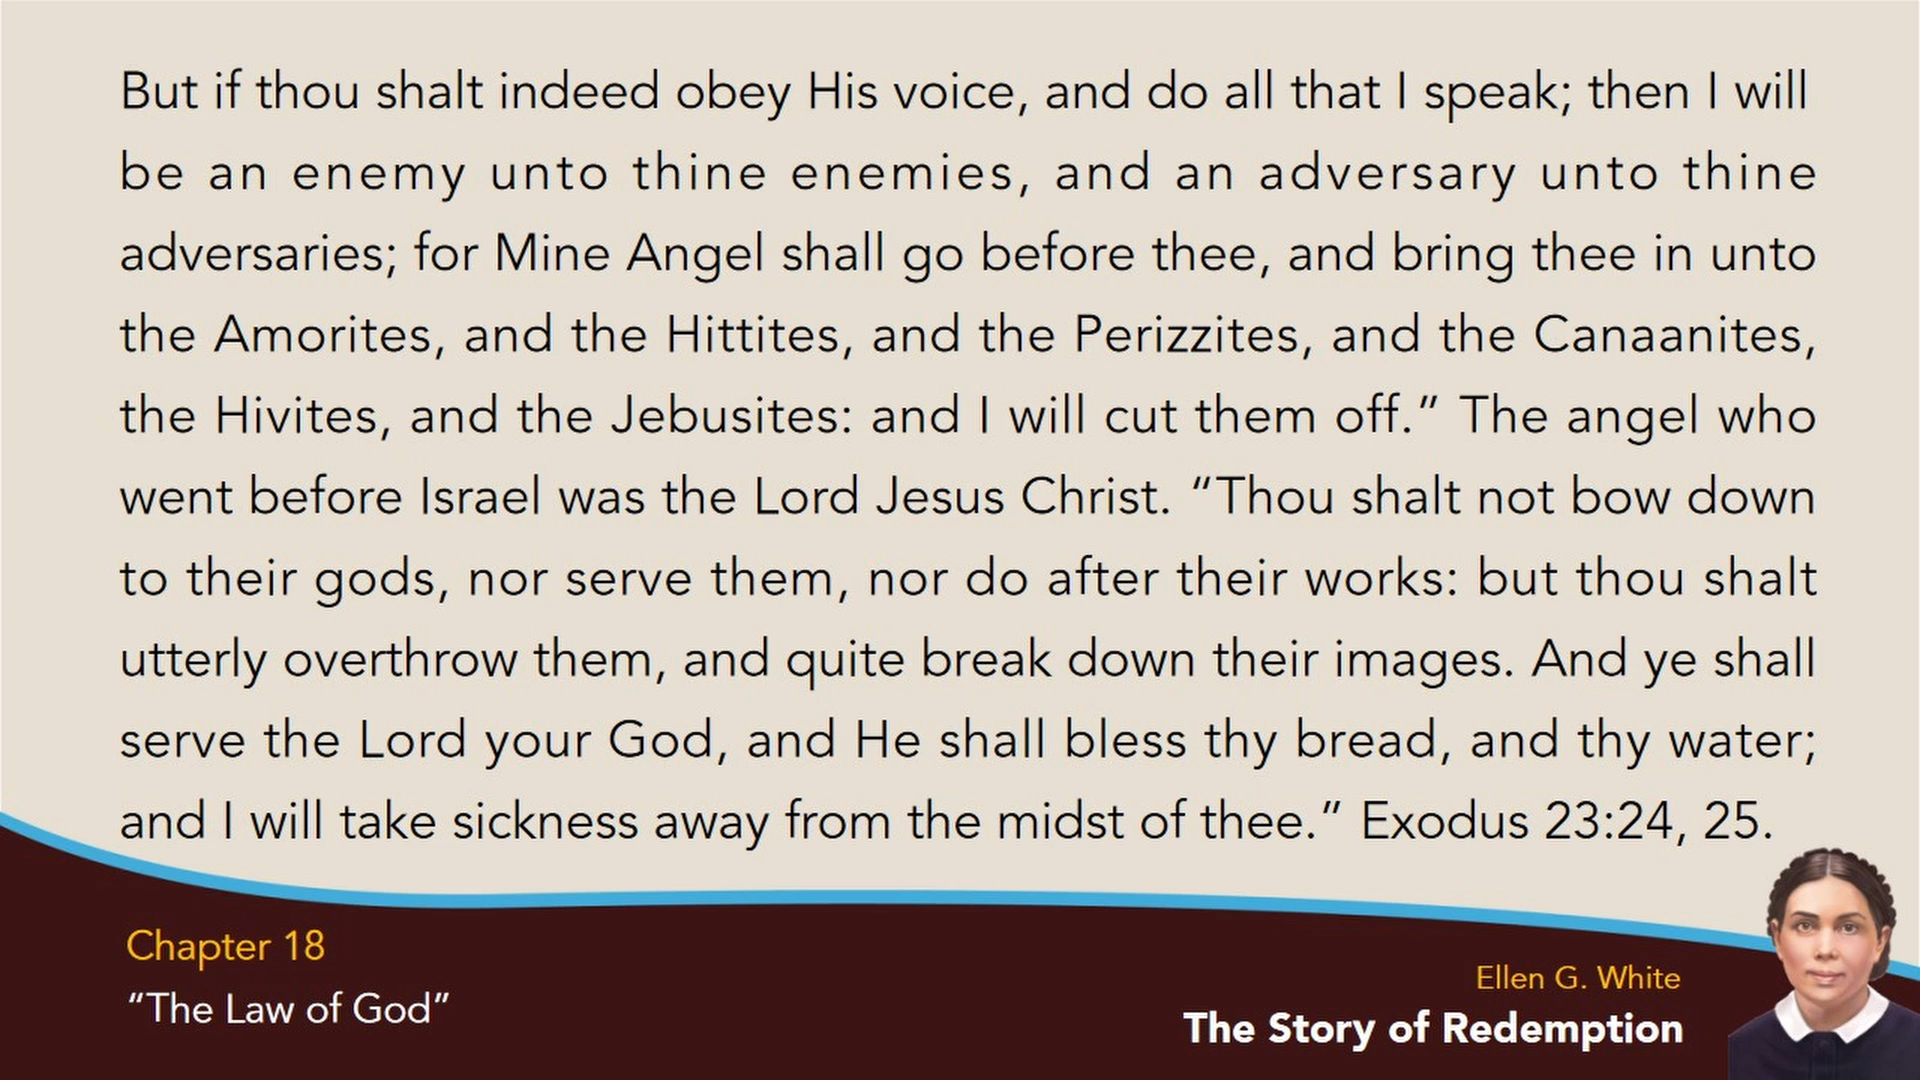 But if thou shalt indeed obey His voice, and do all that I speak; then I will
be an enemy unto thine enemies, and an adversary unto thine
adversaries; for Mine Angel shall go before thee, and bring thee in unto
the Amorites, and the Hittites, and the Perizzites, and the Canaanites,
the Hivites, and the Jebusites: and I will cut them off.” The angel who
went before Israel was the Lord Jesus Christ. “Thou shalt not bow down
to their gods, nor serve them, nor do after their works: but thou shalt
utterly overthrow them, and quite break down their images. And ye shall
serve the Lord your God, and He shall bless thy bread, and thy water;
and I will take sickness away from the midst of thee.” Exodus 23:24, 25.
Chapter 18
“The Law of God”
Ellen G. White
The Story of Redemption